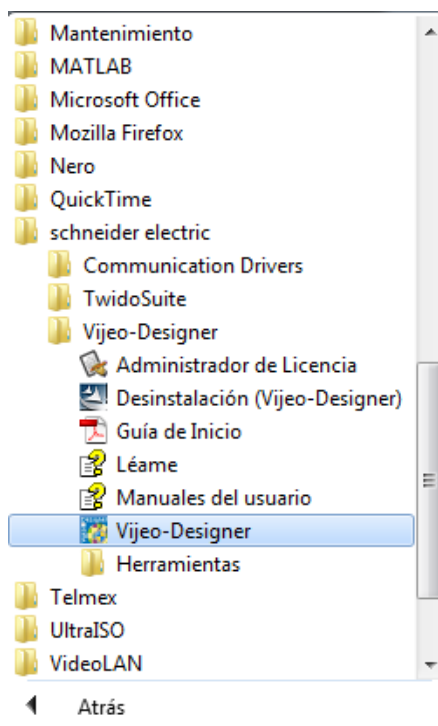 Mantenimiento
MATLAB
Microsoft Office
Mozilla Firefox
Nero
QuickTime
schneider electric
Communication Drivers
TwidoSuite
Vijeo-Designer
Administrador de Licencia
Desinstalación (Vijeo-Designer)
Guía de Inicio
Léame
Manuales del usuario
Vijeo-Designer
Herramientas
Telmex
UltraISO
VideoLAN
Atrás